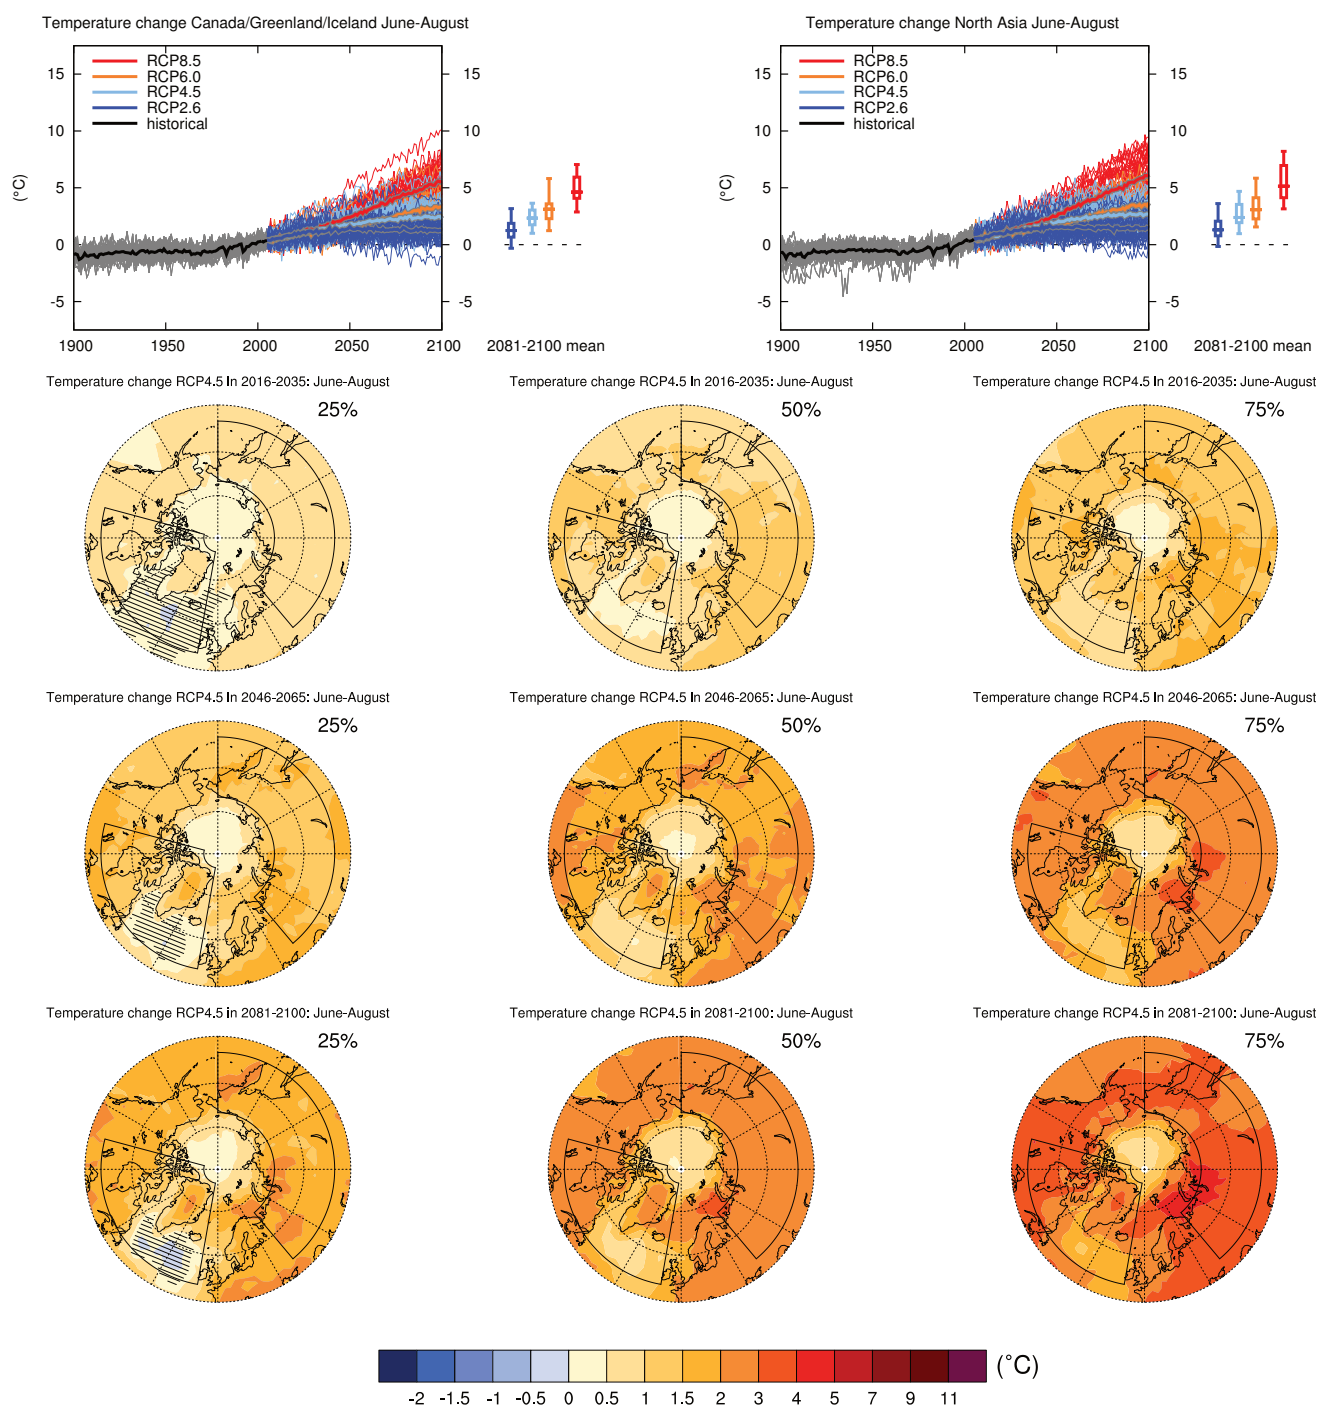 Temperature change Canada/Greenland/Iceland June-August
15
10
5
0
-5
(°C)
RCP8.5
RCP6.0
RCP4.5
RCP2.6
historical
15
10
5
0
-5
1900 1950 2000 2050 2100
2081-2100 mean
Temperature change North Asia June-August
15
10
5
0
-5
(°C)
RCP8.5
RCP6.0
RCP4.5
RCP2.6
historical
15
10
5
0
-5
1900 1950 2000 2050 2100
2081-2100 mean
Temperature change RCP4.5 in 2016-2035: June-August
25%
Temperature change RCP4.5 in 2016-2035: June-August
50%
Temperature change RCP4.5 in 2016-2035: June-August
75%
Temperature change RCP4.5 in 2046-2065: June-August
25%
Temperature change RCP4.5 in 2046-2065: June-August
50%
Temperature change RCP4.5 in 2046-2065: June-August
75%
Temperature change RCP4.5 in 2081-2100: June-August
25%
Temperature change RCP4.5 in 2081-2100: June-August
50%
Temperature change RCP4.5 in 2081-2100: June-August
75%
(°C)
-2 -1.5 -1 -0.5 0 0.5 1 1.5 2 3 4 5 7 9 11